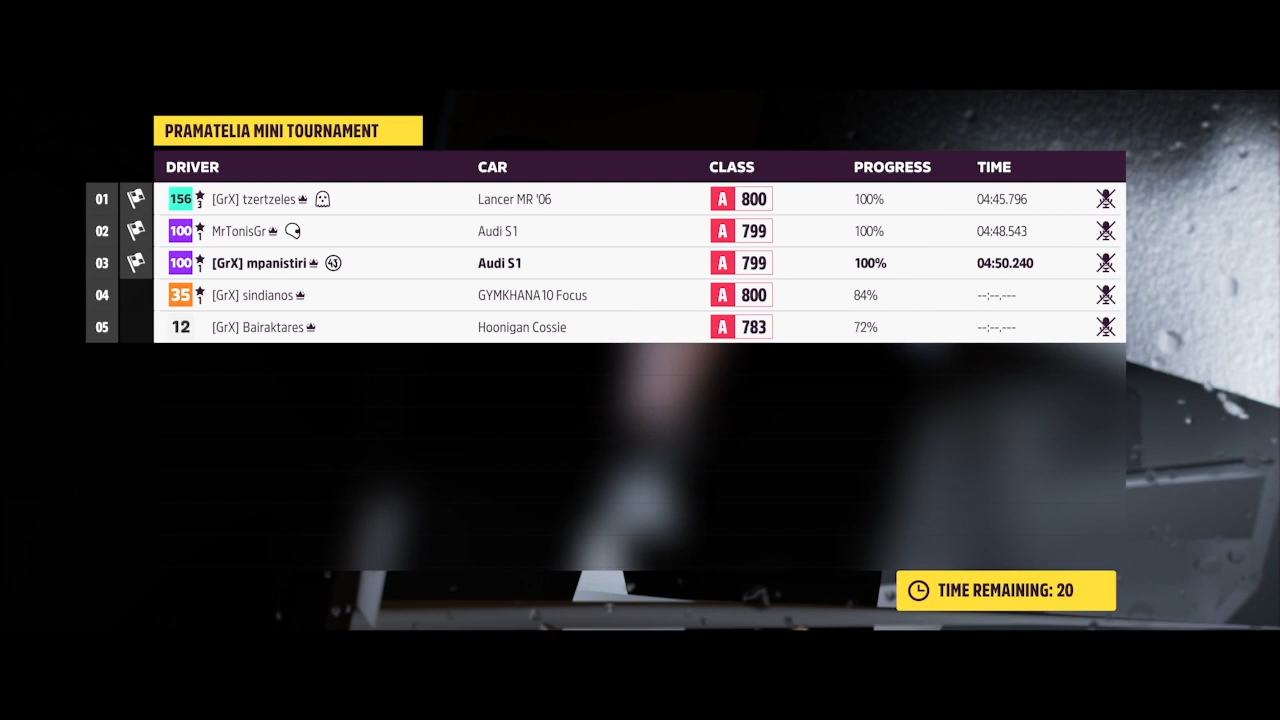 PRAMATELIA MINI TOURNAMENT
DRIVER CAR CLASS PROGRESS TIME
01 156 3 [GrX] tzertzeles Lancer MR '06 A 800 100% 04:45.796
02 100 1 MrTonisGr Audi S1 A 799 100% 04:48.543
03 100 1 [GrX] mpanistiri 43 Audi S1 A 799 100% 04:50.240
04 35 1 [GrX] sindianos GYMKHANA10 Focus A 800 84% --:--.---
05 12 [GrX] Bairaktares Hoonigan Cossie A 783 72% --:--.---
TIME REMAINING: 20